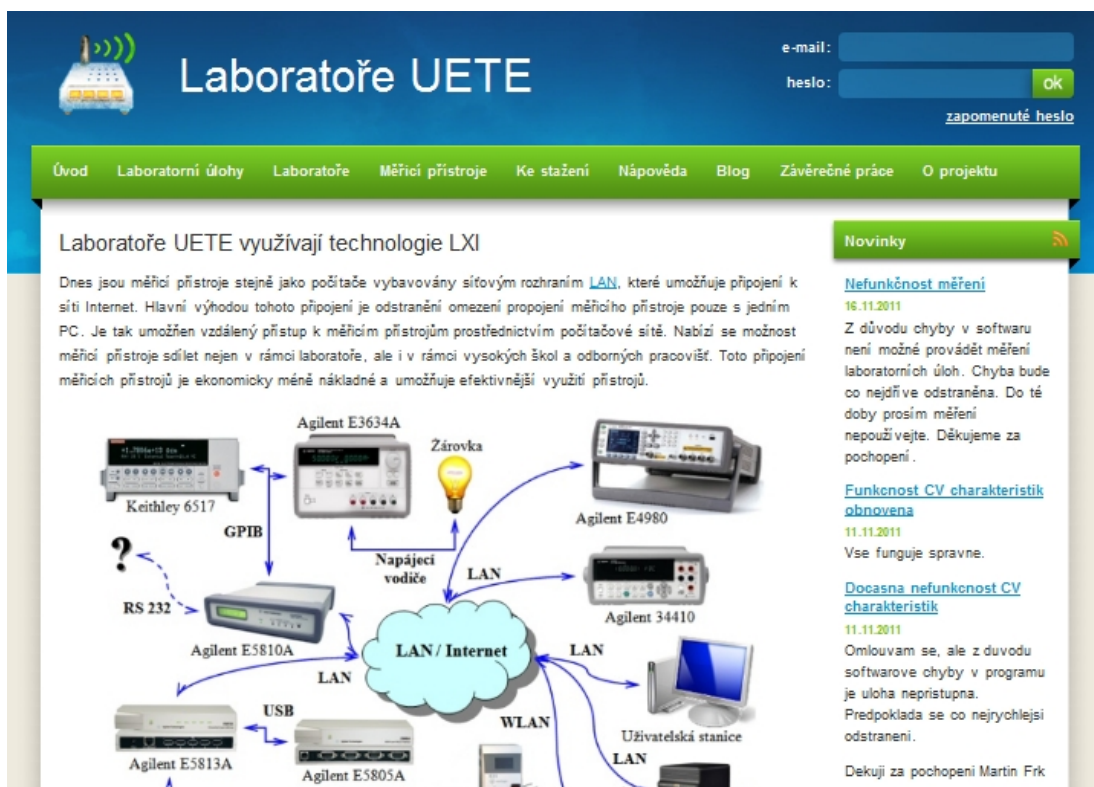 Laboratoře UETE
e-mail:
heslo:
ok
zapomenuté heslo
Úvod Laboratorní úlohy Laboratoře Měřicí přístroje Ke stažení Nápověda Blog Závěrečné práce O projektu
Laboratoře UETE využívají technologie LXI
Dnes jsou měřicí přístroje stejně jako počítače vybavovány síťovým rozhraním LAN, které umožňuje připojení k
síti Internet. Hlavní výhodou tohoto připojení je odstranění omezení propojení měřicího přístroje pouze s jedním
PC. Je tak umožněn vzdálený přístup k měřicím přístrojům prostřednictvím počítačové sítě. Nabízí se možnost
měřicí přístroje sdílet nejen v rámci laboratoře, ale i v rámci vysokých škol a odborných pracovišť. Toto připojení
měřicích přístrojů je ekonomicky méně nákladné a umožňuje efektivnější využití přístrojů.
Agilent E3634A
Žárovka
Keithley 6517
Agilent E4980
GPIB
?
Napájecí
vodiče
LAN
RS 232
Agilent 34410
Agilent E5810A
LAN / Internet
LAN
LAN
USB
WLAN
Uživatelská stanice
Agilent E5813A
Agilent E5805A
LAN
Novinky
Nefunkčnost měření
16.11.2011
Z důvodu chyby v softwaru
není možné provádět měření
laboratorních úloh. Chyba bude
co nejdříve odstraněna. Do té
doby prosím měření
nepoužívejte. Děkujeme za
pochopení.
Funkcnost CV charakteristik
obnovena
11.11.2011
Vse funguje spravne.
Docasna nefunkcnost CV
charakteristik
11.11.2011
Omlouvam se, ale z duvodu
softwarove chyby v programu
je uloha nepristupna.
Predpoklada se co nejrychlejsi
odstraneni.
Dekuji za pochopeni Martin Frk